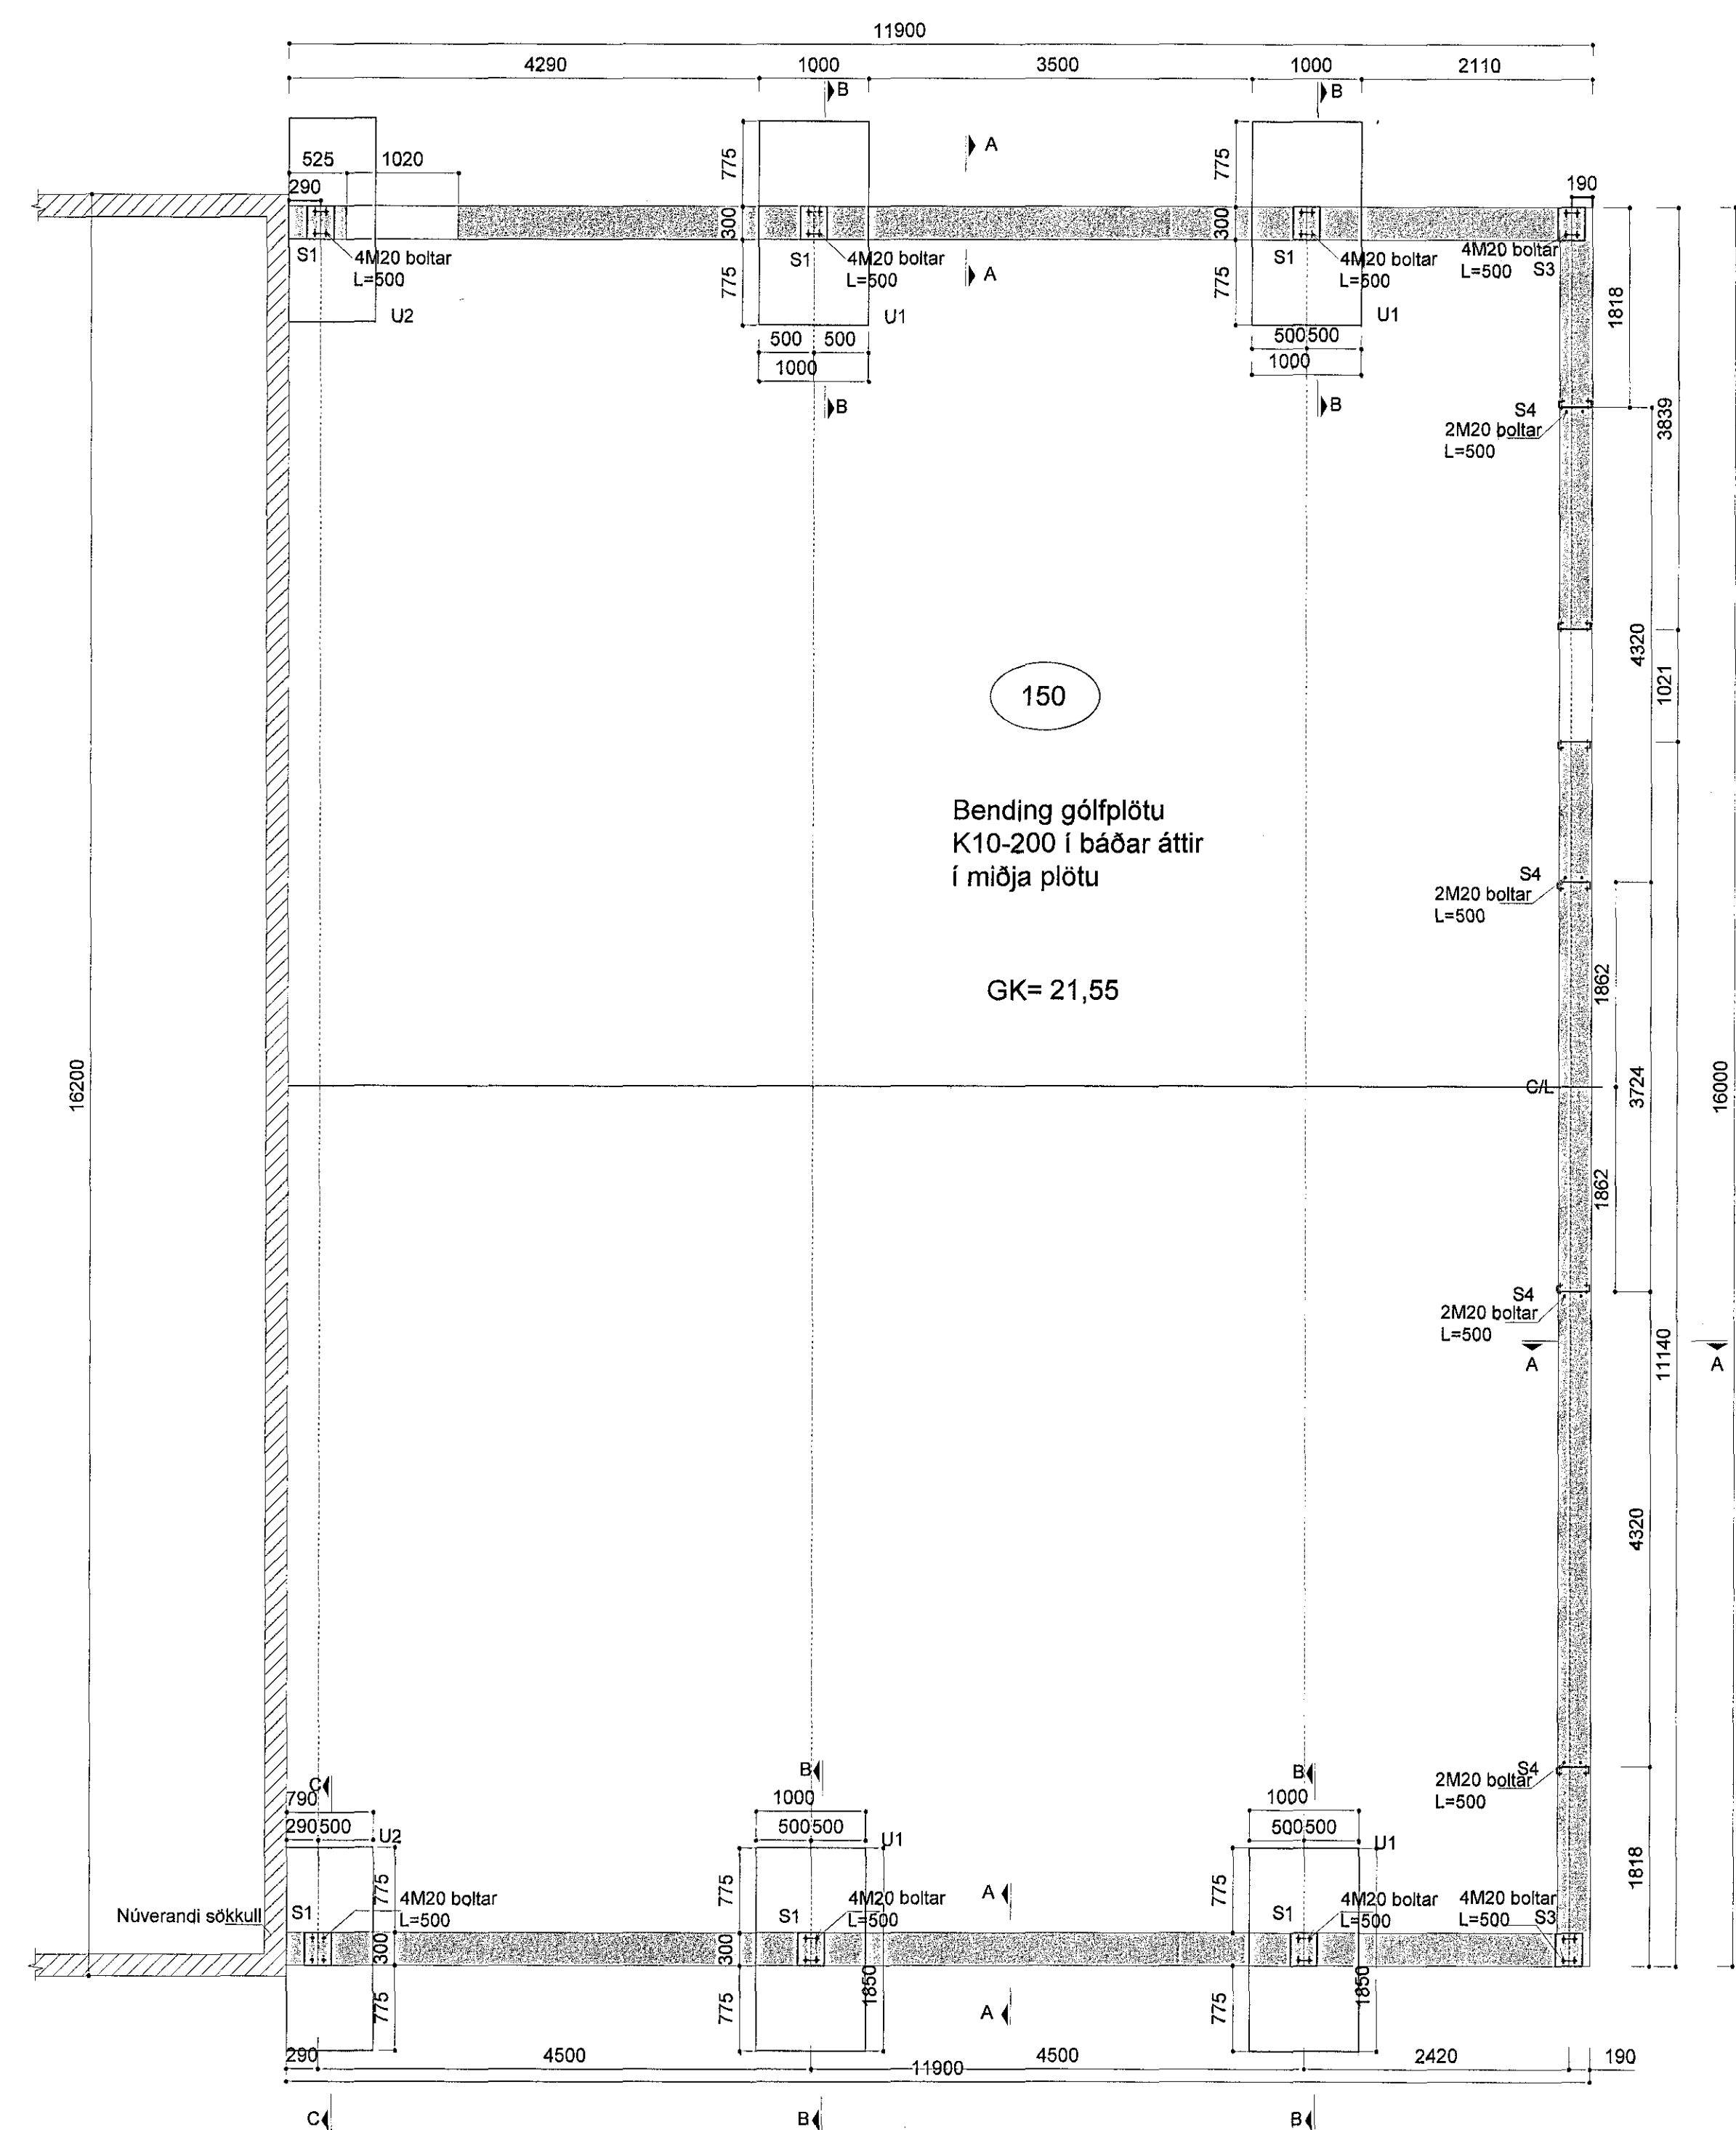 11900
4290 1000 3500 1000 2110
B B
A
525 1020 775 775
290 190
300 300
S1 4M20 boltar
L=500
S1 4M20 boltar
L=500
S1 4M20 boltar
L=500
4M20 boltar
L=500 S3
A
775 775
U2 U1 U1
500 500 500 500
1000 1000
B B
1818
S4
2M20 boltar
L=500
3839
4320
1021
150
Bending gólfplötu
K10-200 í báðar áttir
í miðja plötu
S4
2M20 boltar
L=500
GK= 21,55
1862
16200
C/L
3724
16000
1862
S4
2M20 boltar
L=500
A A
11140
4320
S4
2M20 boltar
L=500
C B B
790 1000 1000
290 500 U2 500 500 U1 500 500 U1
775 775 775
1818
Núverandi sökkull
S1 4M20 boltar
L=500
S1 4M20 boltar
L=500
A
S1 4M20 boltar
L=500
4M20 boltar
L=500 S3
300 300 300
1850 1850
775 775 775
A
290 4500 4500 2420 190
11900
C B B